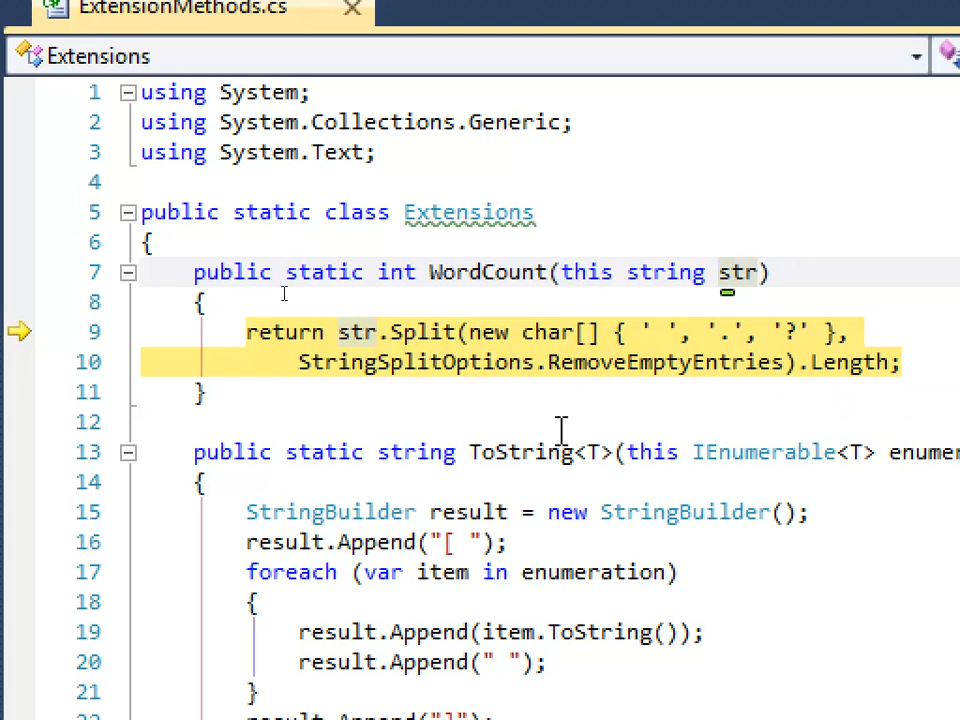 ExtensionMethods.cs
Extensions
1 using System;
2 using System.Collections.Generic;
3 using System.Text;
4
5 public static class Extensions
6 {
7 public static int WordCount(this string str)
8 {
9 return str.Split(new char[] { ' ', '.', '?' },
10 StringSplitOptions.RemoveEmptyEntries).Length;
11 }
12
13 public static string ToString<T>(this IEnumerable<T> enumer
14 {
15 StringBuilder result = new StringBuilder();
16 result.Append("[ ");
17 foreach (var item in enumeration)
18 {
19 result.Append(item.ToString());
20 result.Append(" ");
21 }
22 result.Append("]");